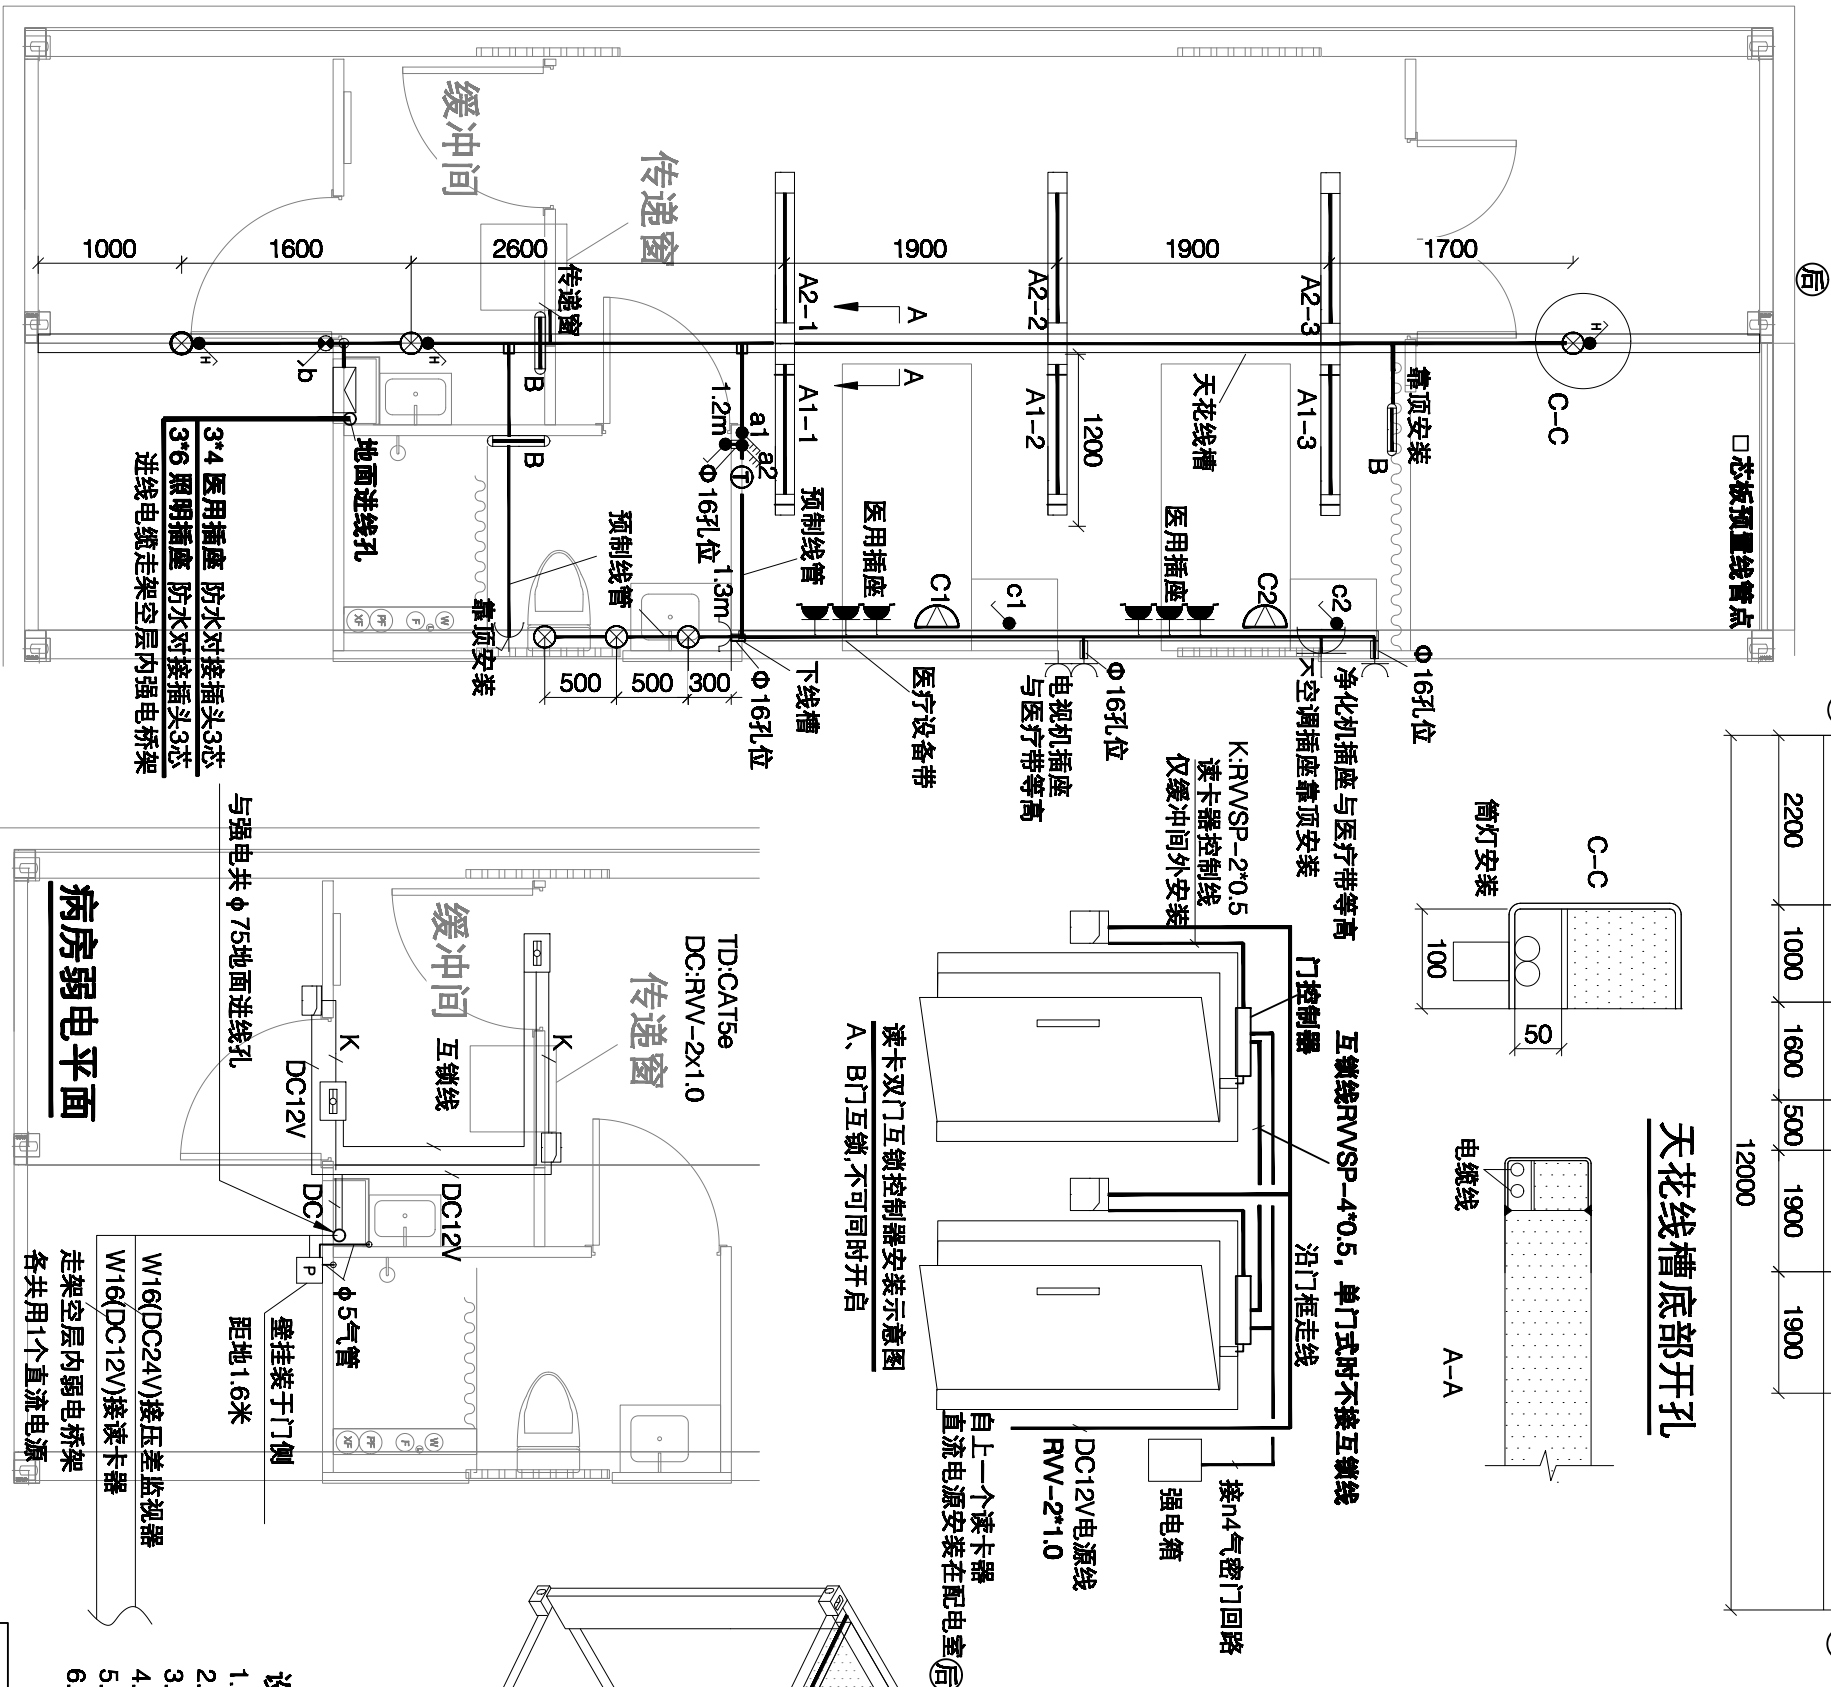 缓冲间
传递窗
1000
1600
2600
1900
1900
1700
后
传递窗
A2-1
A
A2-2
A2-3
H
H
H
b
B
B
A
A1-1
A1-2
A1-3
1200
天花线槽
靠顶安装
B
C-C
□芯板预置线管点
a1
1.2m
a2
T
Φ16孔位
1.3m
预制线管
预制线管
医用插座
医用插座
C1
c1
C2
c2
地面进线孔
3*4 医用插座 防水对接插头3芯
3*6 照明插座 防水对接插头3芯
进线电缆走架空层内强电桥架
XF
PF
F
W
靠顶安装
500
500
300
Φ16孔位
下线槽
医疗设备带
电视机插座
与医疗带等高
Φ16孔位
净化机插座与医疗带等高
大空调插座靠顶安装
Φ16孔位
2200
1000
1600
500
1900
1900
12000
C-C
筒灯安装
100
50
天花线槽底部开孔
电缆线
A-A
K:RVVSP-2*0.5
读卡器控制线
仅缓冲间外安装
门控制器
互锁线RVVSP-4*0.5，单门式时不接互锁线
沿门框走线
读卡双门互锁控制器安装示意图
A、B门互锁,不可同时开启
DC12V电源线
RVV-2*1.0
自上一个读卡器
直流电源安装在配电室
后
强电箱
接n4气密门回路
病房弱电平面
与强电共ϕ75地面进线孔
缓冲间
传递窗
TD:CAT5e
DC:RVV-2x1.0
K
K
互锁线
DC12V
DC12V
DC
P
ϕ5气管
壁挂装于门侧
距地1.6米
XF
PF
F
W
W16(DC24V)接压差监视器
W16(DC12V)接读卡器
走架空层内弱电桥架
各共用1个直流电源
1.
2.
3.
4.
5.
6.